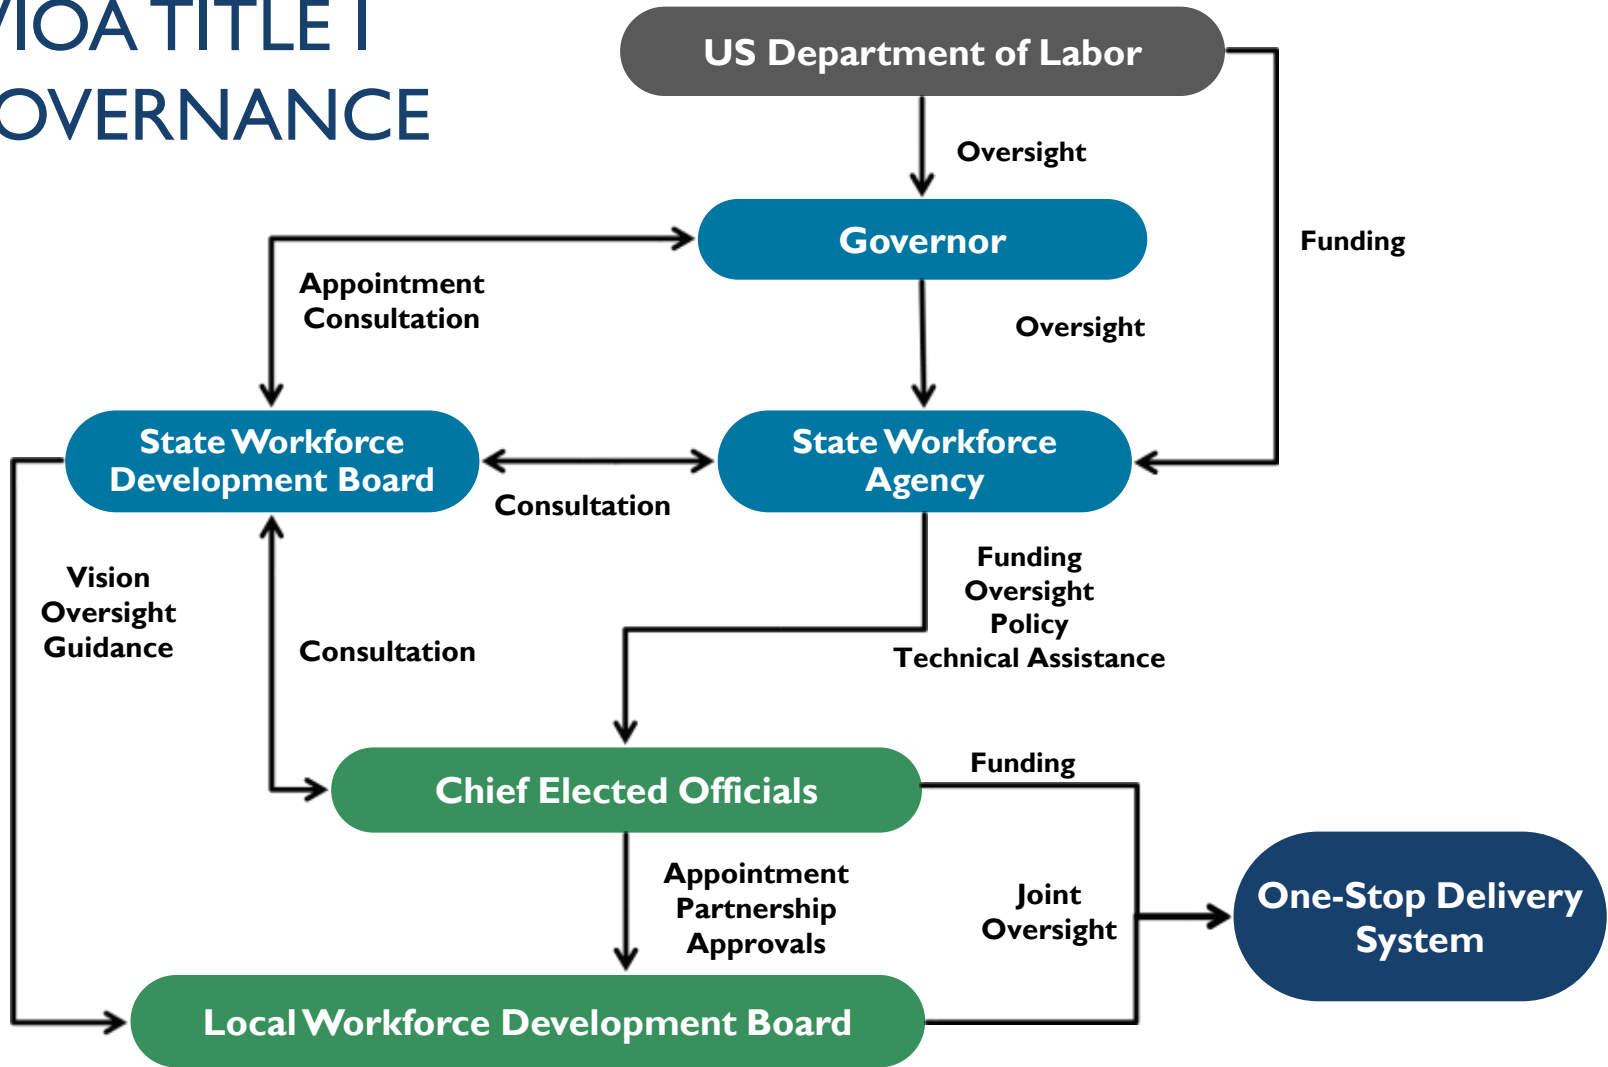 VIOA TITLE I
OVERNANCE
US Department of Labor
Oversight
Governor
Funding
Appointment
Consultation
Oversight
State Workforce
Development Board
State Workforce
Agency
Consultation
Vision
Oversight
Guidance
Consultation
Funding
Oversight
Policy
Technical Assistance
Chief Elected Officials
Funding
Appointment
Partnership
Approvals
Joint
Oversight
One-Stop Delivery
System
Local Workforce Development Board